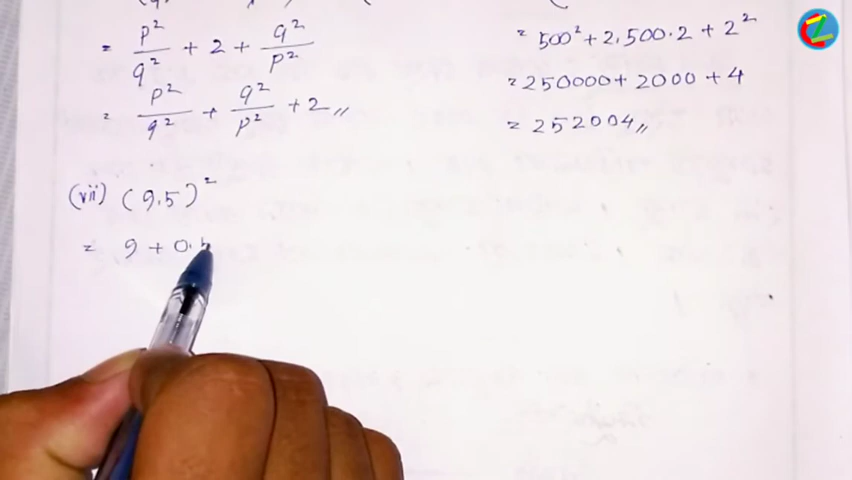 = p²/q² + 2 + q²/p²
= p²/q² + q²/p² + 2 //
= 500² + 2.500.2 + 2²
= 250000 + 2000 + 4
= 252004 //
(vii) (9.5)²
= 9 + 0.5